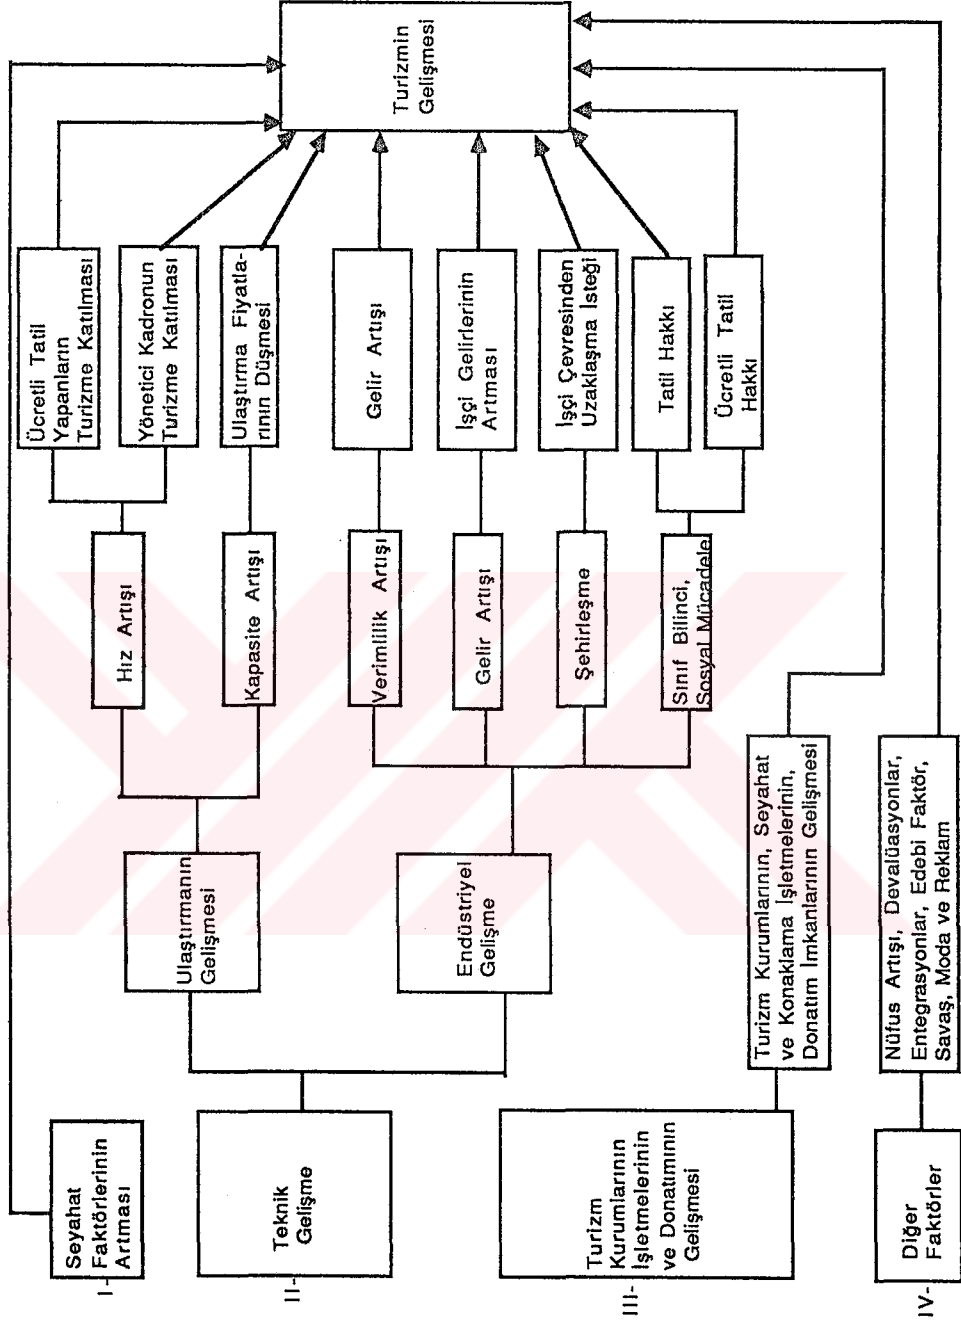 I-
Seyahat
Faktörlerinin
Artması
II-
Teknik
Gelişme
III-
Turizm
Kurumlarının
İşletmelerinin
ve Donatımının
Gelişmesi
IV-
Diğer
Faktörler
Ulaştırmanın
Gelişmesi
Endüstriyel
Gelişme
Turizm Kurumlarının, Seyahat
ve Konaklama İşletmelerinin,
Donatım İmkanlarının Gelişmesi
Nüfus Artışı, Devalüasyonlar,
Entegrasyonlar, Edebi Faktör,
Savaş, Moda ve Reklam
Hız Artışı
Kapasite Artışı
Verimlilik Artışı
Gelir Artışı
Şehirleşme
Sınıf Bilinci,
Sosyal Mücadele
Ücretli Tatil
Yapanların
Turizme Katılması
Yönetici Kadronun
Turizme Katılması
Ulaştırma Fiyatla-
rının Düşmesi
Gelir Artışı
İşçi Gelirlerinin
Artması
İşçi Çevresinden
Uzaklaşma İsteği
Tatil Hakkı
Ücretli Tatil
Hakkı
Turizmin
Gelişmesi